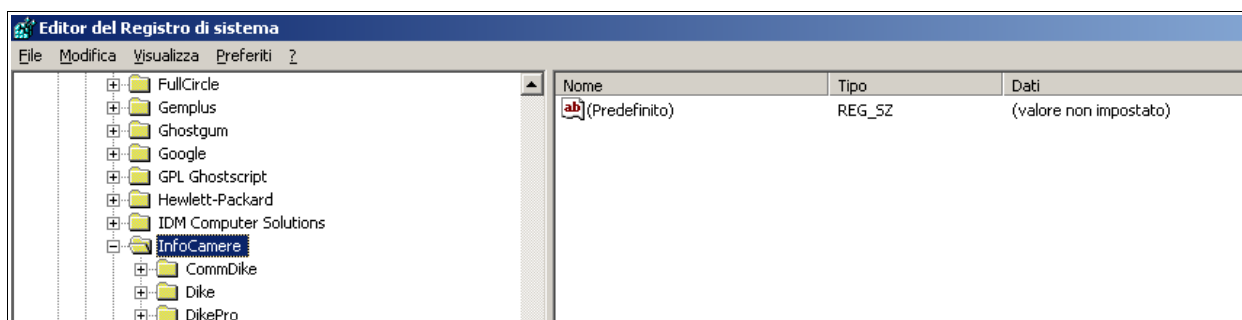 Editor del Registro di sistema
File Modifica Visualizza Preferiti ?
FullCircle
Gemplus
Ghostgum
Google
GPL Ghostscript
Hewlett-Packard
IDM Computer Solutions
InfoCamere
CommDike
Dike
DikePro
Nome Tipo Dati
ab (Predefinito) REG_SZ (valore non impostato)